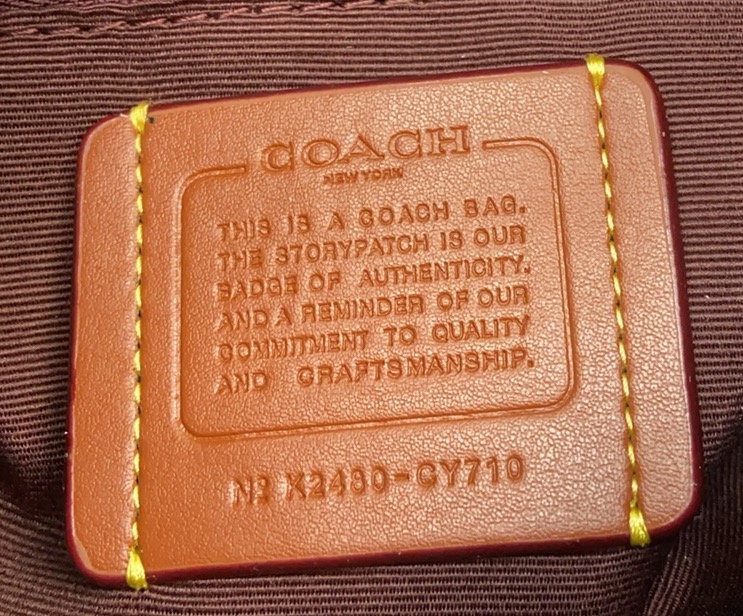 COACH
NEW YORK
THIS IS A COACH BAG.
THE STORYPATCH IS OUR
BADGE OF AUTHENTICITY.
AND A REMINDER OF OUR
COMMITMENT TO QUALITY
AND CRAFTSMANSHIP.
Nº X2480-CY710